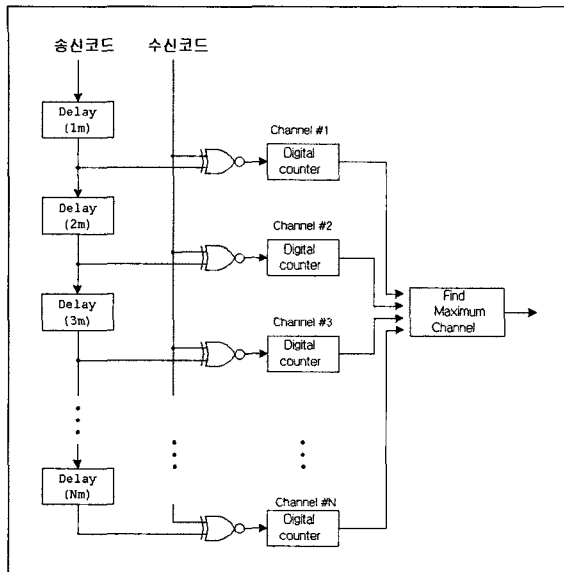 송신코드 수신코드
Delay
(1m)
Channel #1
Digital
counter
Delay
(2m)
Channel #2
Digital
counter
Delay
(3m)
Channel #3
Digital
counter
Find
Maximum
Channel
Delay
(Nm)
Channel #N
Digital
counter